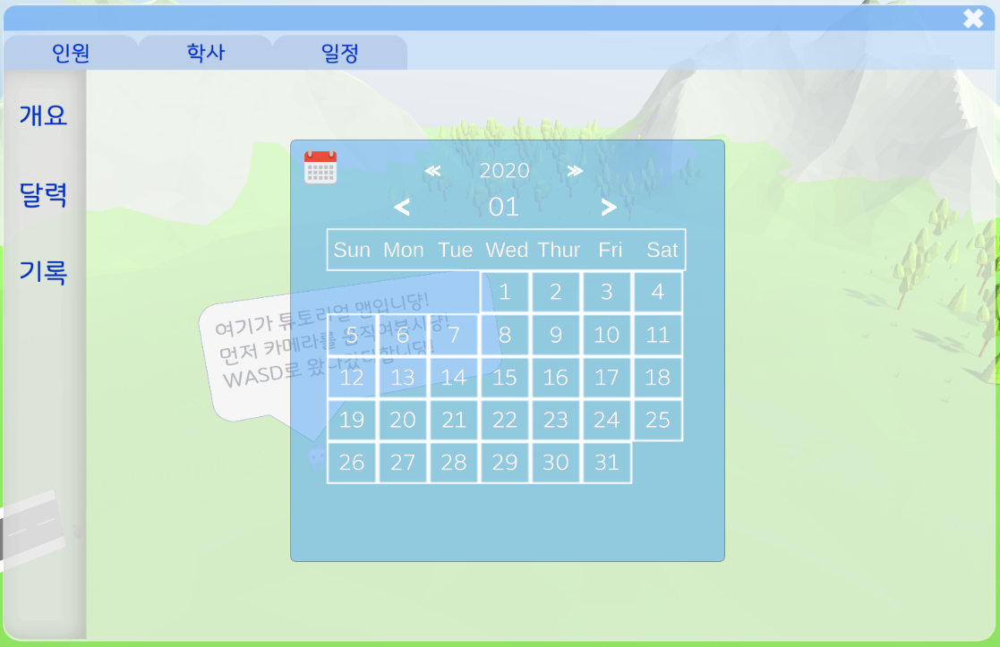 인원 학사 일정
개요
달력
기록
2020
01
Sun Mon Tue Wed Thur Fri Sat
1 2 3 4
5 6 7 8 9 10 11
12 13 14 15 16 17 18
19 20 21 22 23 24 25
26 27 28 29 30 31
여기가 튜토리얼 맨입니당!
먼저 카메라를 움직여봅시당!
WASD로 왔다갔다합니당!